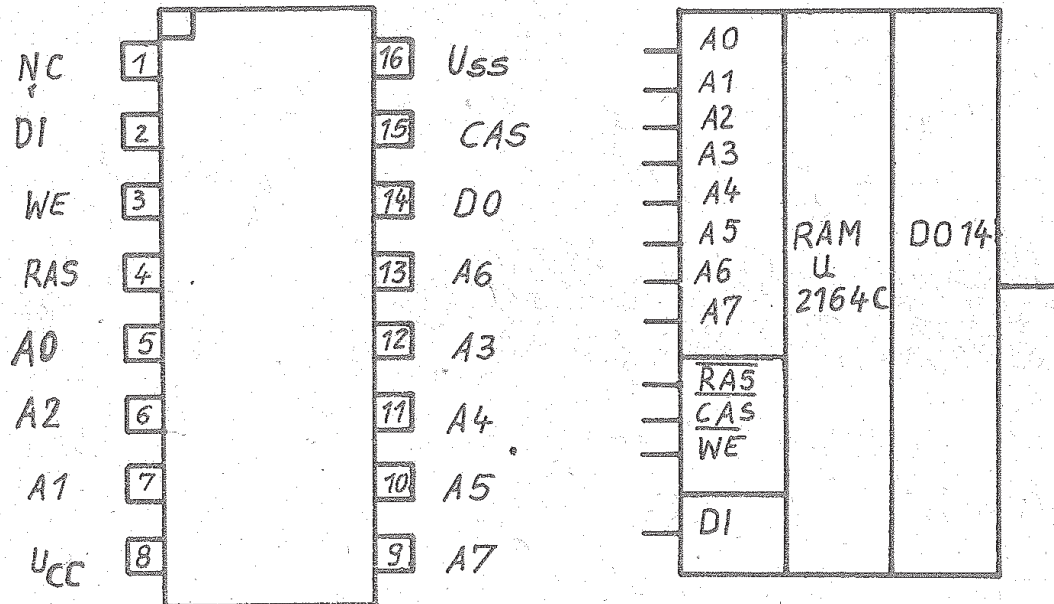 NC 1 16 Uss
DI 2 15 CAS
WE 3 14 DO
RAS 4 13 A6
A0 5 12 A3
A2 6 11 A4
A1 7 10 A5
UCC 8 9 A7
A0
A1
A2
A3
A4
A5
A6
A7
RAS
CAS
WE
DI
RAM
U
2164C
DO 14